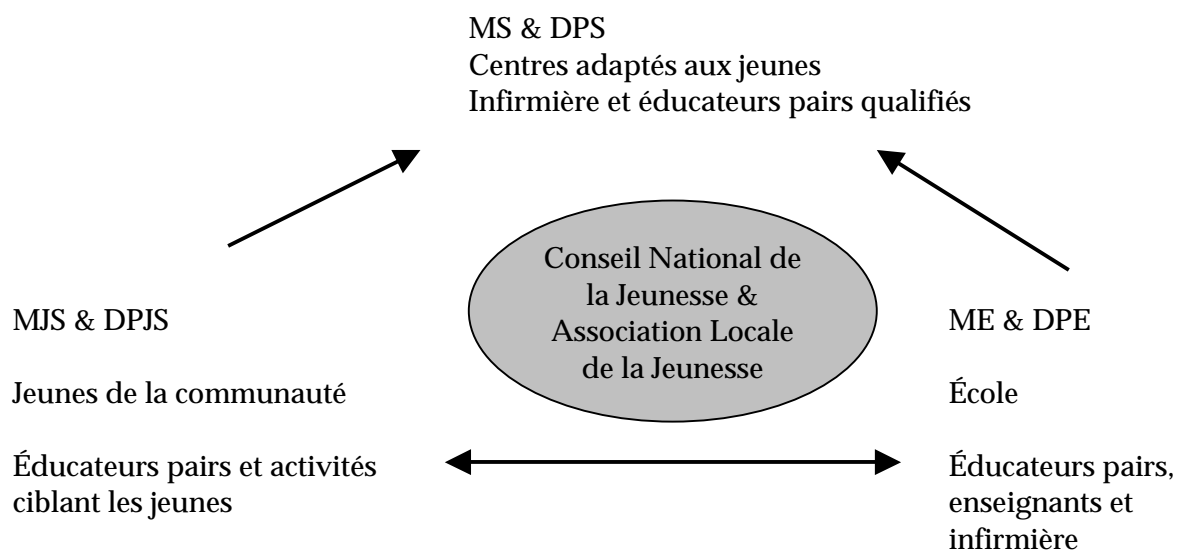 MS & DPS
Centres adaptés aux jeunes
Infirmière et éducateurs pairs qualifiés
Conseil National de
la Jeunesse &
Association Locale
de la Jeunesse
MJS & DPJS
Jeunes de la communauté
Éducateurs pairs et activités
ciblant les jeunes
ME & DPE
École
Éducateurs pairs,
enseignants et
infirmière